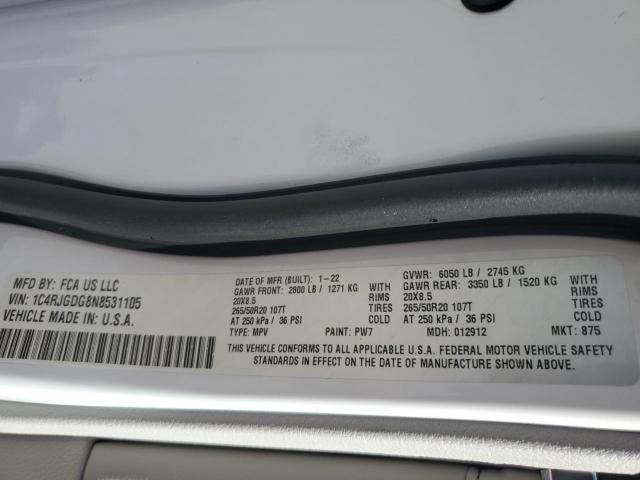 MFD BY: FCA US LLC
VIN: 1C4RJGDG8N8531105
VEHICLE MADE IN: U.S.A.
DATE OF MFR (BUILT): 1-22 GVWR: 6050 LB / 2745 KG
GAWR FRONT: 2800 LB / 1271 KG WITH GAWR REAR: 3350 LB / 1520 KG WITH
20X8.5 RIMS 20X8.5 RIMS
265/50R20 107T TIRES 265/50R20 107T TIRES
AT 250 kPa / 36 PSI COLD AT 250 kPa / 36 PSI COLD
TYPE: MPV PAINT: PW7 MDH: 012912 MKT: 875
THIS VEHICLE CONFORMS TO ALL APPLICABLE U.S.A. FEDERAL MOTOR VEHICLE SAFETY
STANDARDS IN EFFECT ON THE DATE OF MANUFACTURE SHOWN ABOVE.